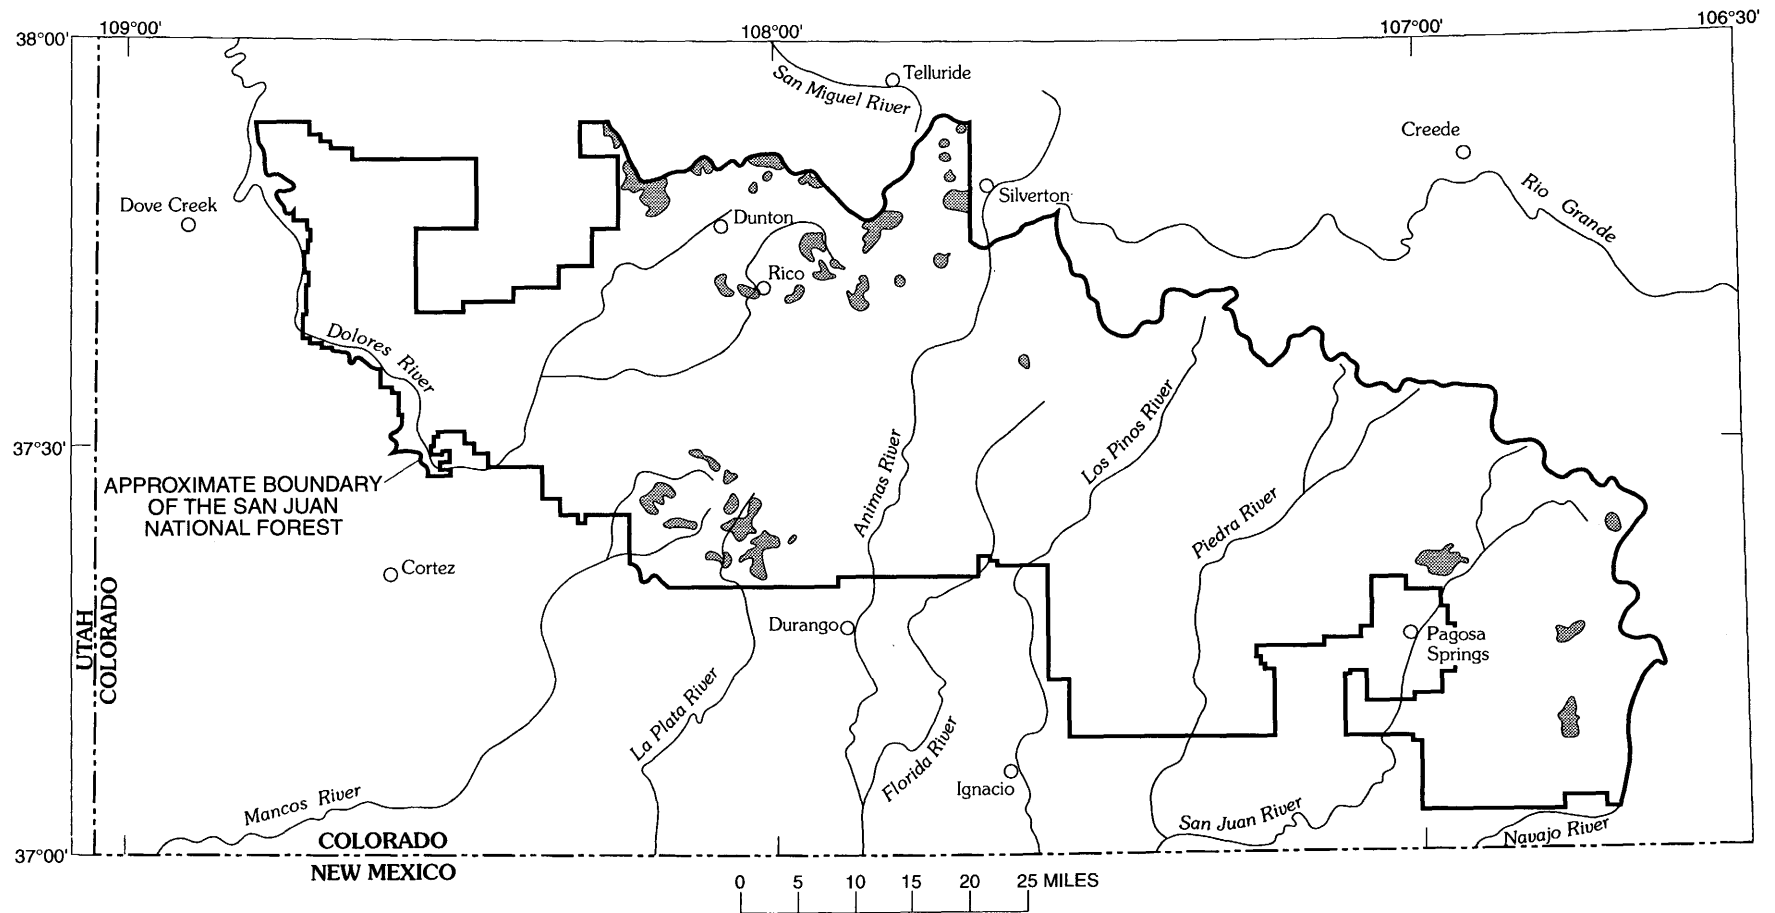 109°00'
108°00'
107°00'
106°30'
38°00'
San Miguel River
Telluride
Creede
Dove Creek
Silverton
Rio Grande
Dunton
Rico
Dolores River
37°30'
APPROXIMATE BOUNDARY
OF THE SAN JUAN
NATIONAL FOREST
Animas River
Los Pinos River
Piedra River
Cortez
UTAH
COLORADO
Durango
Pagosa
Springs
La Plata River
Florida River
Ignacio
Mancos River
San Juan River
Navajo River
37°00'
COLORADO
NEW MEXICO
0 5 10 15 20 25 MILES